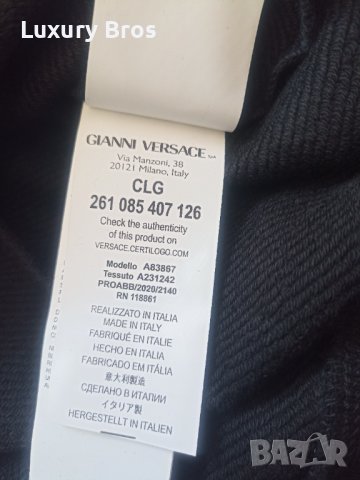 Luxury Bros
GIANNI VERSACE SpA
Via Manzoni, 38
20121 Milano, Italy
CLG
261 085 407 126
Check the authenticity
of this product on
VERSACE.CERTILOGO.COM
Modello A83867
Tessuto A231242
PROABB/2020/2140
RN 118861
REALIZZATO IN ITALIA
MADE IN ITALY
FABRIQUÉ EN ITALIE
HECHO EN ITALIA
FABRICADO EM ITÁLIA
意大利製造
СДЕЛАНО В ИТАЛИИ
イタリア製
HERGESTELLT IN ITALIEN
BAZAR